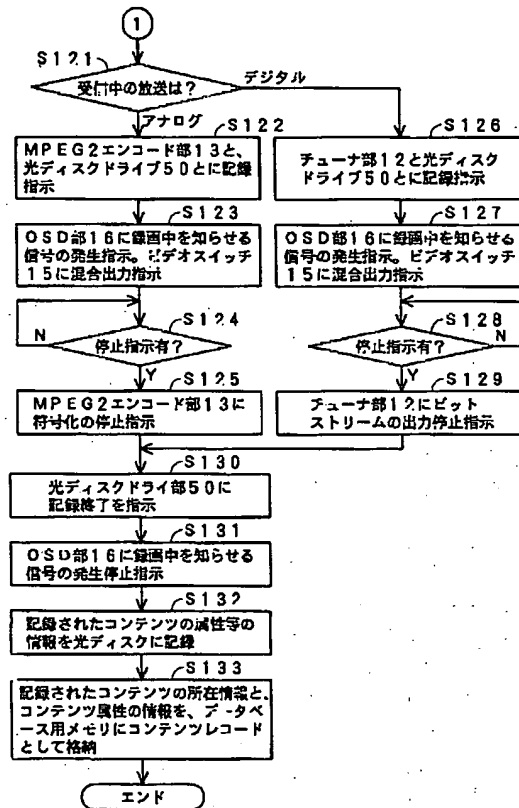 1
S121
受信中の放送は?
デジタル
アナログ
S122
MPEG2エンコード部13と、
光ディスクドライブ50とに記録
指示
S126
チューナ部12と光ディスク
ドライブ50とに記録指示
S123
OSD部16に録画中を知らせる
信号の発生指示。ビデオスイッチ
15に混合出力指示
S127
OSD部16に録画中を知らせる
信号の発生指示。ビデオスイッチ
15に混合出力指示
S124
停止指示有?
N
Y
S128
停止指示有?
N
Y
S125
MPEG2エンコード部13に
符号化の停止指示
S129
チューナ部12にビット
ストリームの出力停止指示
S130
光ディスクドライ部50に
記録終了を指示
S131
OSD部16に録画中を知らせる
信号の発生停止指示
S132
記録されたコンテンツの属性等の
情報を光ディスクに記録
S133
記録されたコンテンツの所在情報と、
コンテンツ属性の情報を、データベ
ース用メモリにコンテンツレコード
として格納
エンド